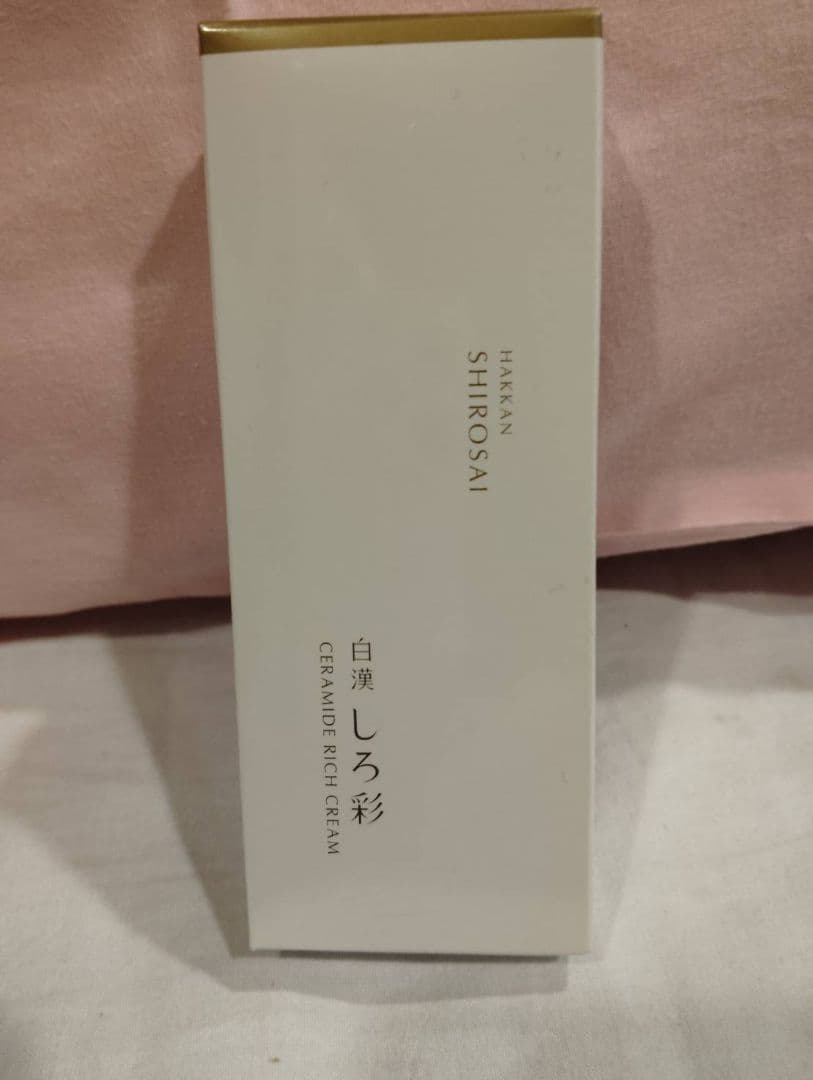 HAKKAN
SHIROSAI
白漢 しろ彩
CERAMIDE RICH CREAM